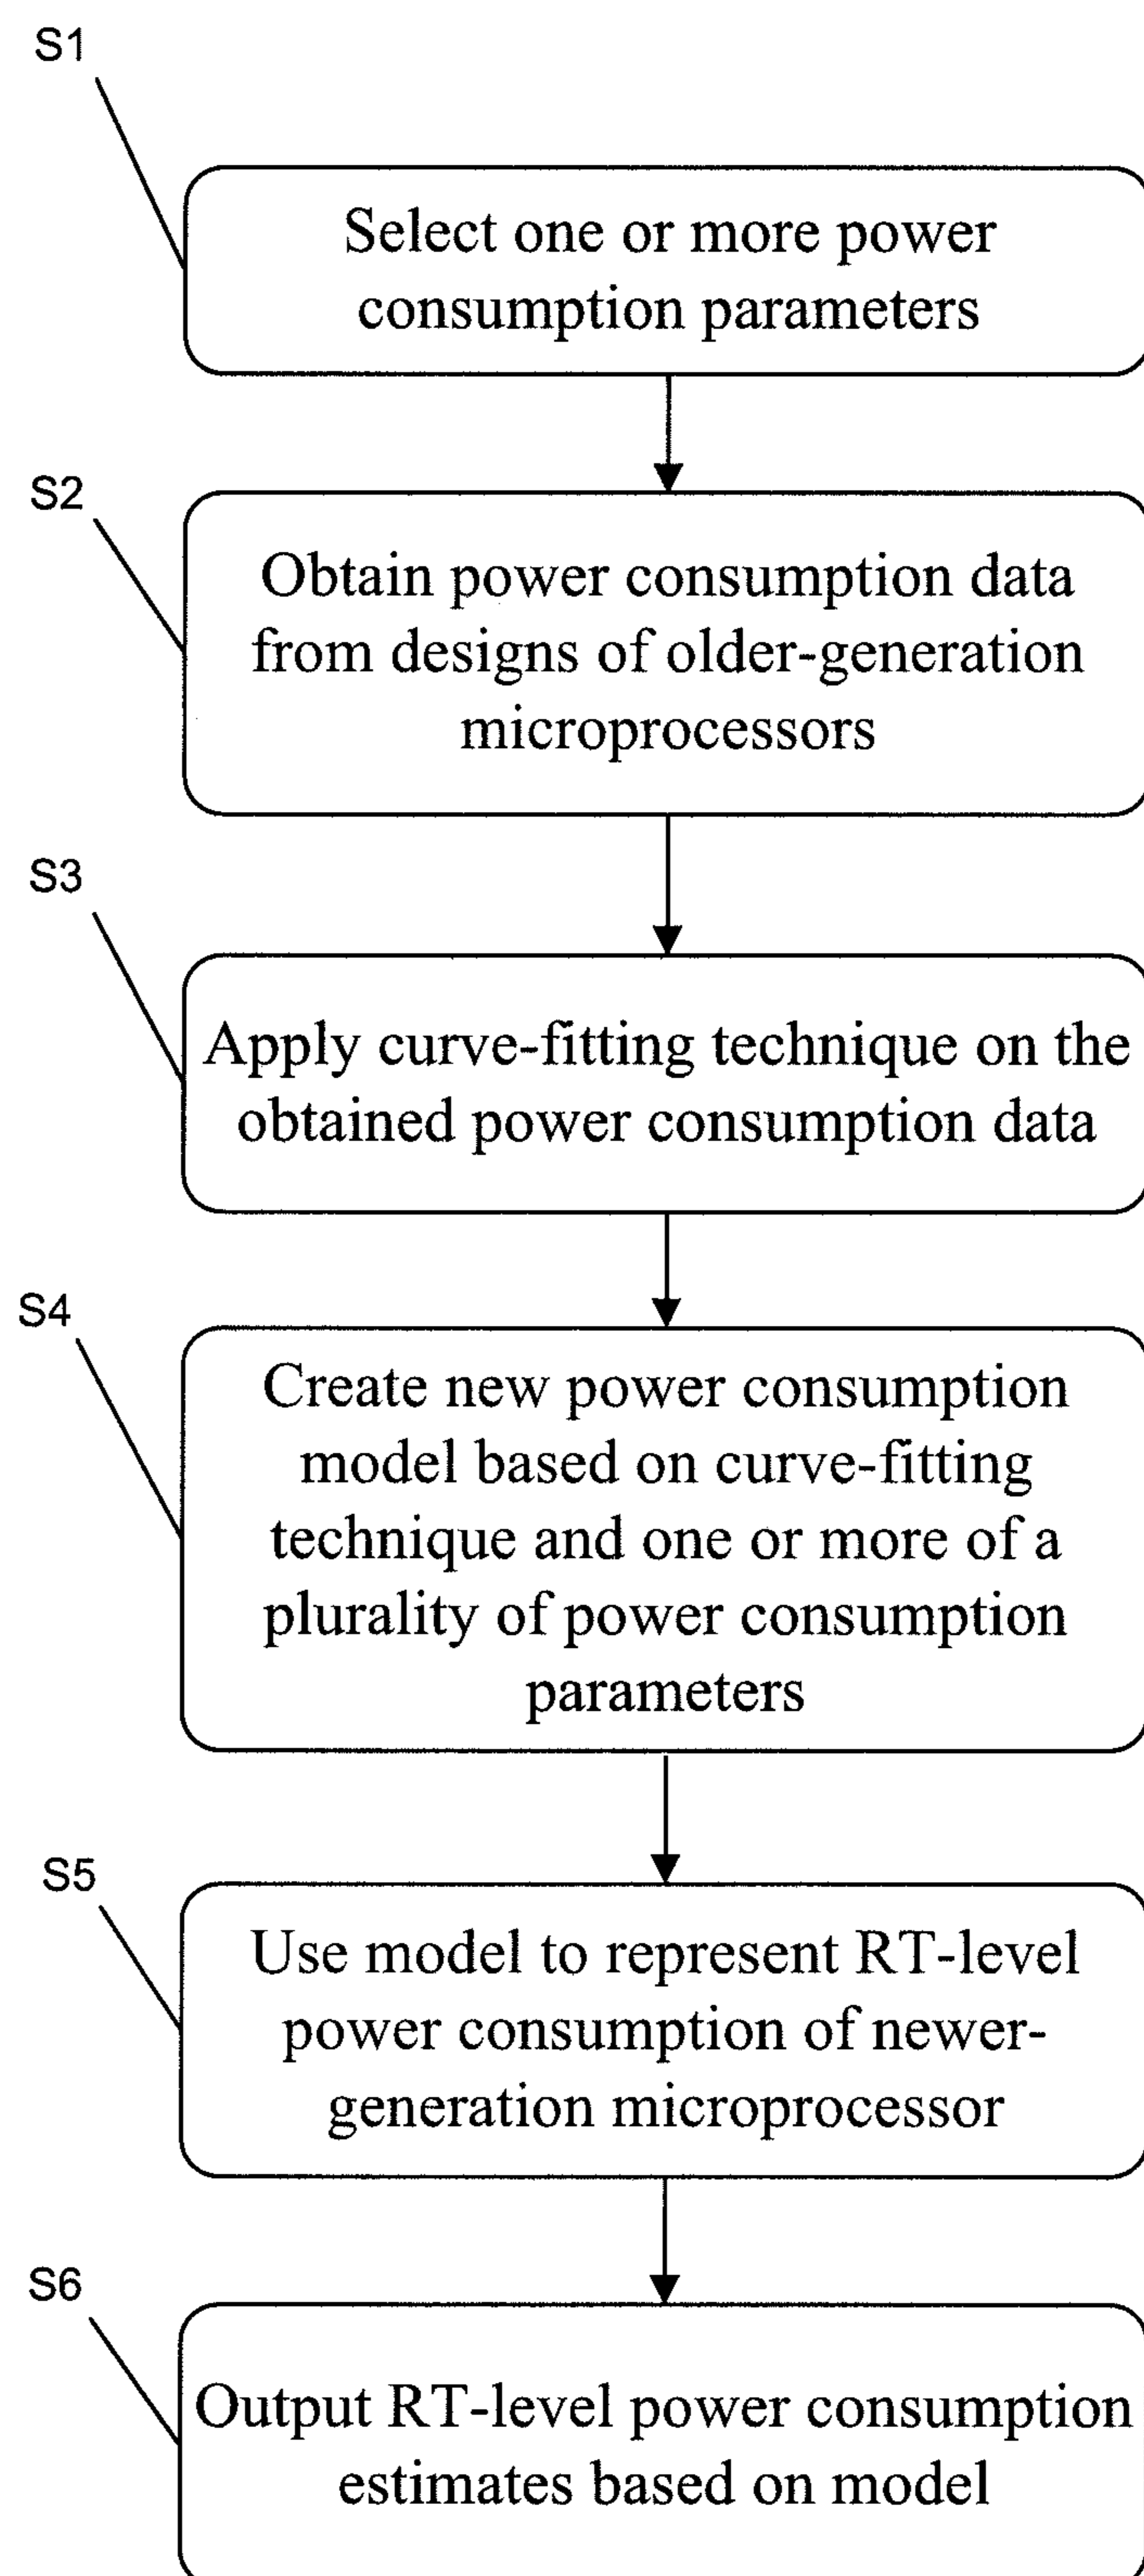 S1
Select one or more power
consumption parameters
S2
Obtain power consumption data
from designs of older-generation
microprocessors
S3
Apply curve-fitting technique on the
obtained power consumption data
S4
Create new power consumption
model based on curve-fitting
technique and one or more of a
plurality of power consumption
parameters
S5
Use model to represent RT-level
power consumption of newer-
generation microprocessor
S6
Output RT-level power consumption
estimates based on model